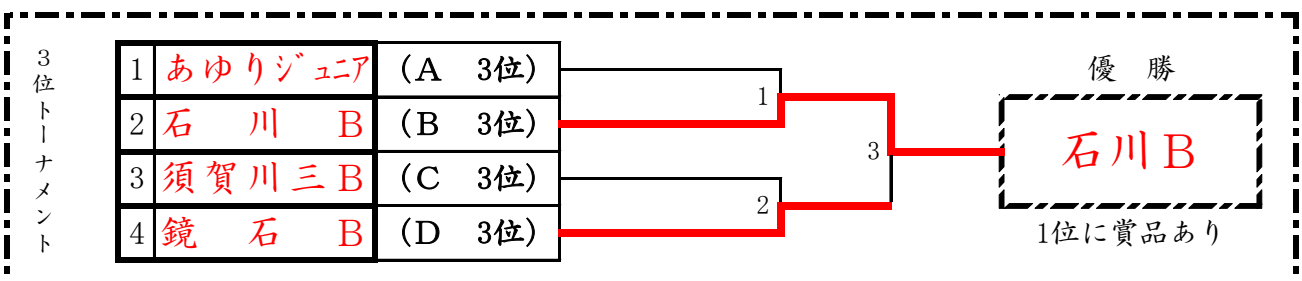 3位トーナメント
1 あゆりジュニア (A 3位)
2 石川B (B 3位)
3 須賀川三B (C 3位)
4 鏡石B (D 3位)
1
2
3
優 勝
石川B
1位に賞品あり